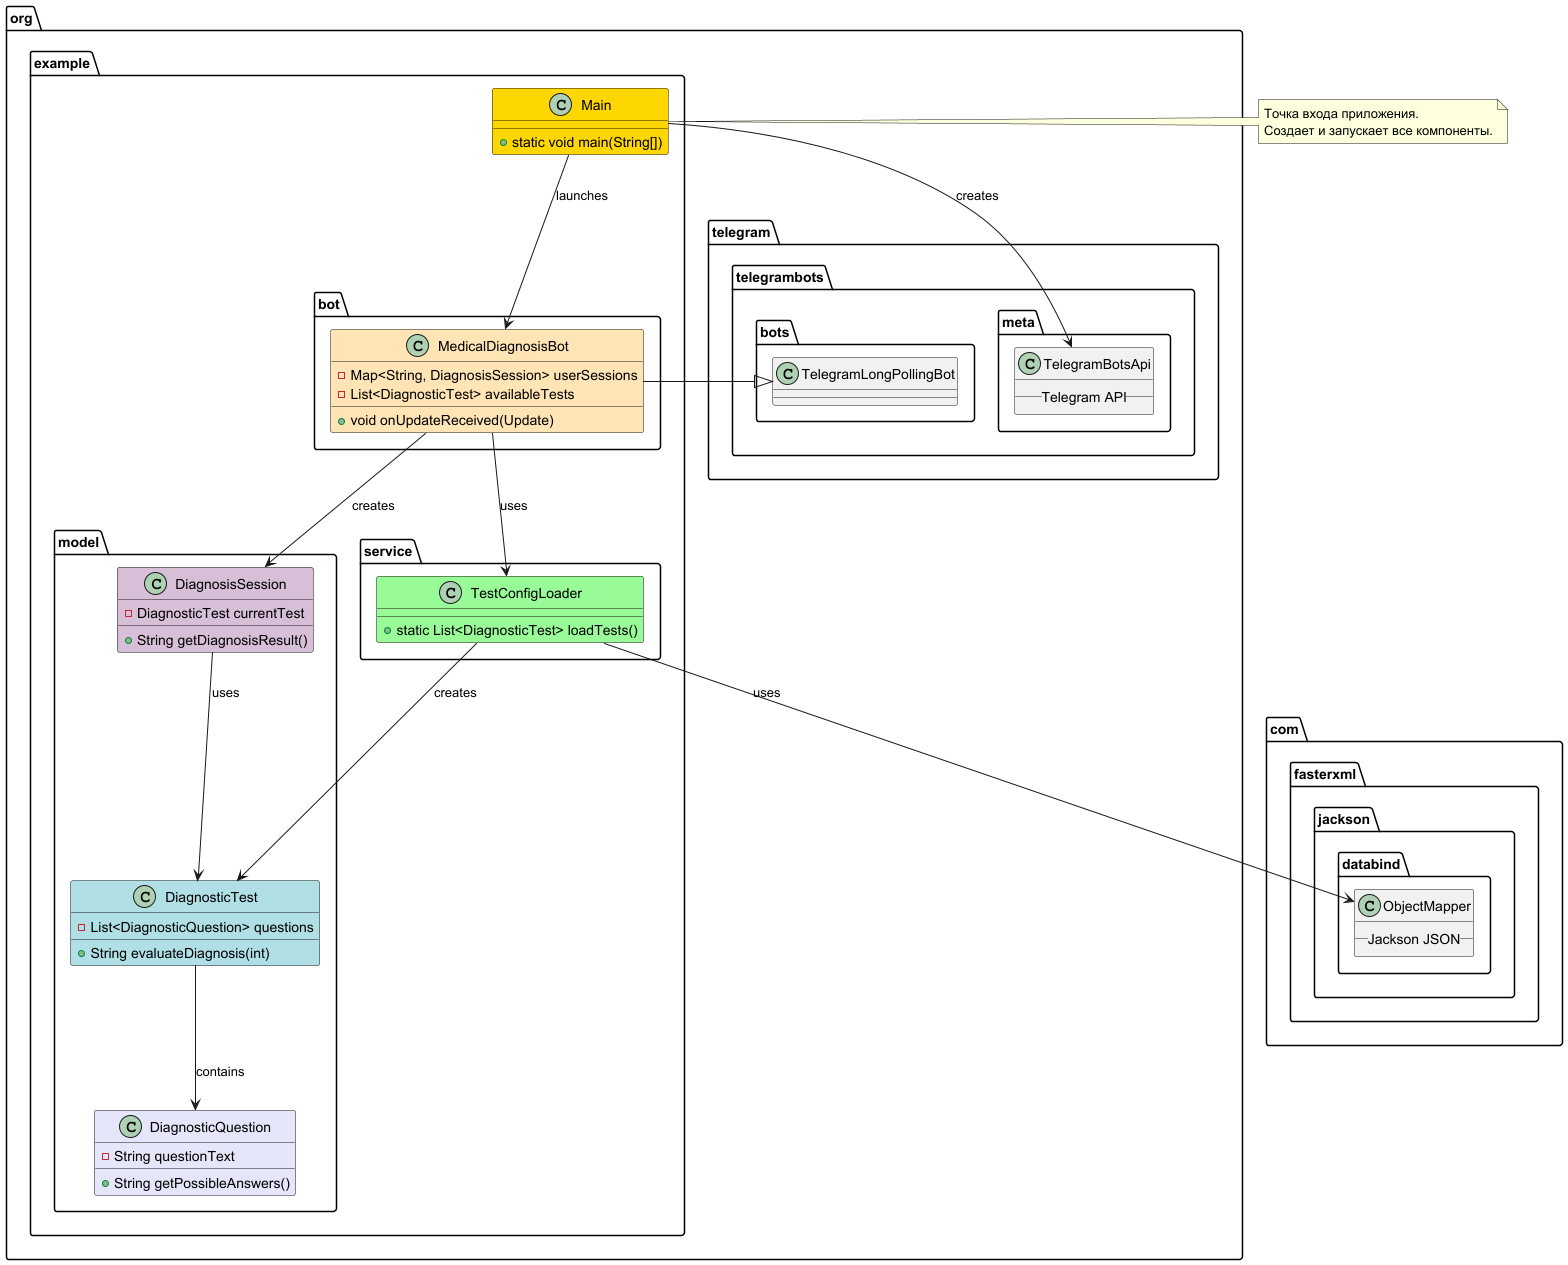 org
example
Main
static void main(String[])
Точка входа приложения.
Создает и запускает все компоненты.
launches
creates
telegram
telegrambots
bot
MedicalDiagnosisBot
Map<String, DiagnosisSession> userSessions
List<DiagnosticTest> availableTests
void onUpdateReceived(Update)
bots
TelegramLongPollingBot
meta
TelegramBotsApi
Telegram API
creates
uses
model
DiagnosisSession
DiagnosticTest currentTest
String getDiagnosisResult()
service
TestConfigLoader
static List<DiagnosticTest> loadTests()
uses
creates
uses
com
fasterxml
jackson
databind
ObjectMapper
Jackson JSON
DiagnosticTest
List<DiagnosticQuestion> questions
String evaluateDiagnosis(int)
contains
DiagnosticQuestion
String questionText
String getPossibleAnswers()